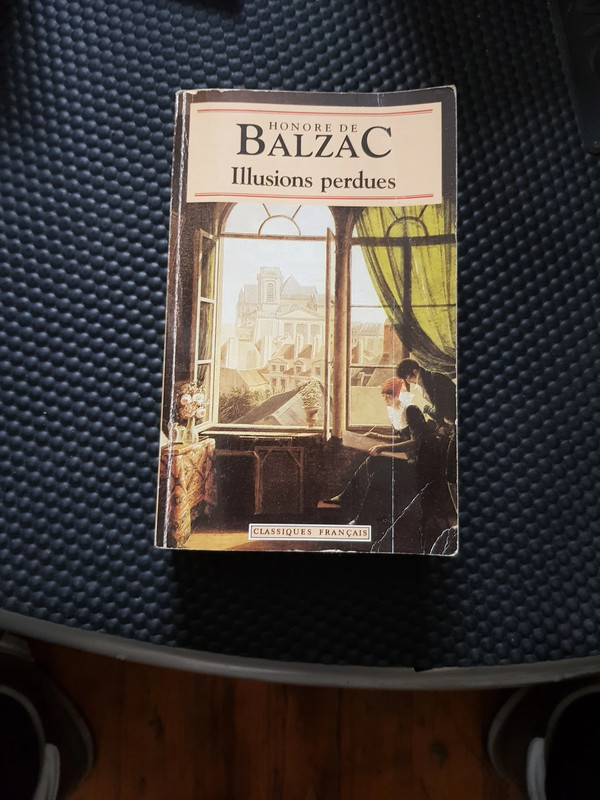 HONORE DE
BALZAC
Illusions perdues
CLASSIQUES FRANÇAIS